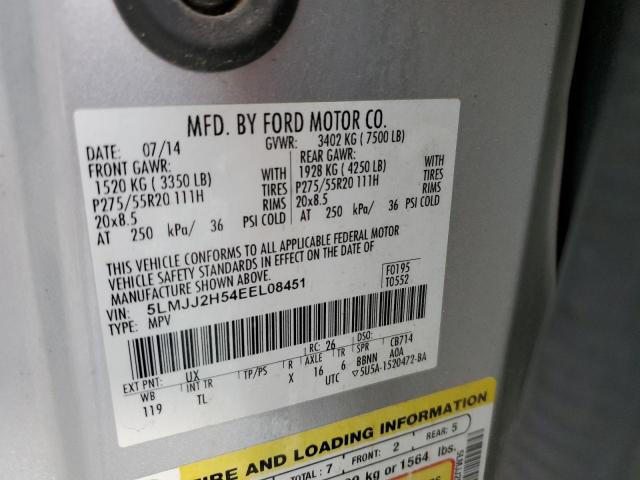 MFD. BY FORD MOTOR CO.
DATE: 07/14 GVWR: 3402 KG ( 7500 LB)
FRONT GAWR: REAR GAWR:
1520 KG ( 3350 LB) WITH 1928 KG ( 4250 LB) WITH
P275/55R20 111H TIRES P275/55R20 111H TIRES
20x8.5 RIMS 20x8.5 RIMS
AT 250 kPa/ 36 PSI COLD AT 250 kPa/ 36 PSI COLD
THIS VEHICLE CONFORMS TO ALL APPLICABLE FEDERAL MOTOR
VEHICLE SAFETY STANDARDS IN EFFECT ON THE DATE OF
MANUFACTURE SHOWN ABOVE. F0195
VIN: 5LMJJ2H54EEL08451 T0552
TYPE: MPV
EXT PNT: UX RC: 26 DSO:
WB INT TR TP/PS R AXLE TR SPR CB714
119 TL X 16 6 BBNN AOA
UTC ▽5U5A-1520472-BA
TIRE AND LOADING INFORMATION
TOTAL: 7 FRONT: 2 REAR: 5
kg or 1564 lbs.